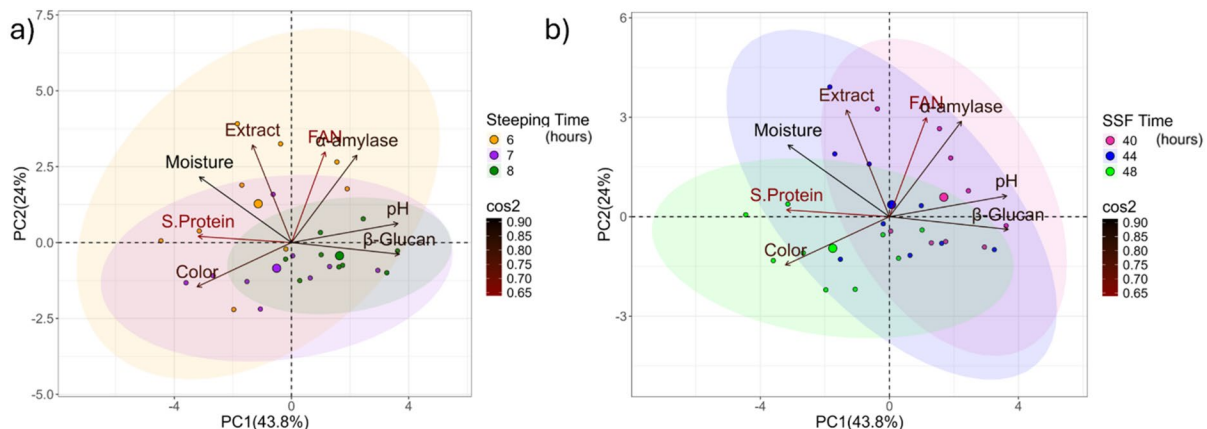 a)
7.5
5.0
2.5
0.0
-2.5
-5.0
PC2(24%)
-4
0
4
PC1(43.8%)
Extract
FAN
α-amylase
Moisture
S.Protein
pH
β-Glucan
Color
Steeping Time
(hours)
6
7
8
cos2
0.90
0.85
0.80
0.75
0.70
0.65
b)
6
3
0
-3
PC2(24%)
-4
0
4
PC1(43.8%)
Extract
FAN
α-amylase
Moisture
S.Protein
pH
β-Glucan
Color
SSF Time
(hours)
40
44
48
cos2
0.90
0.85
0.80
0.75
0.70
0.65